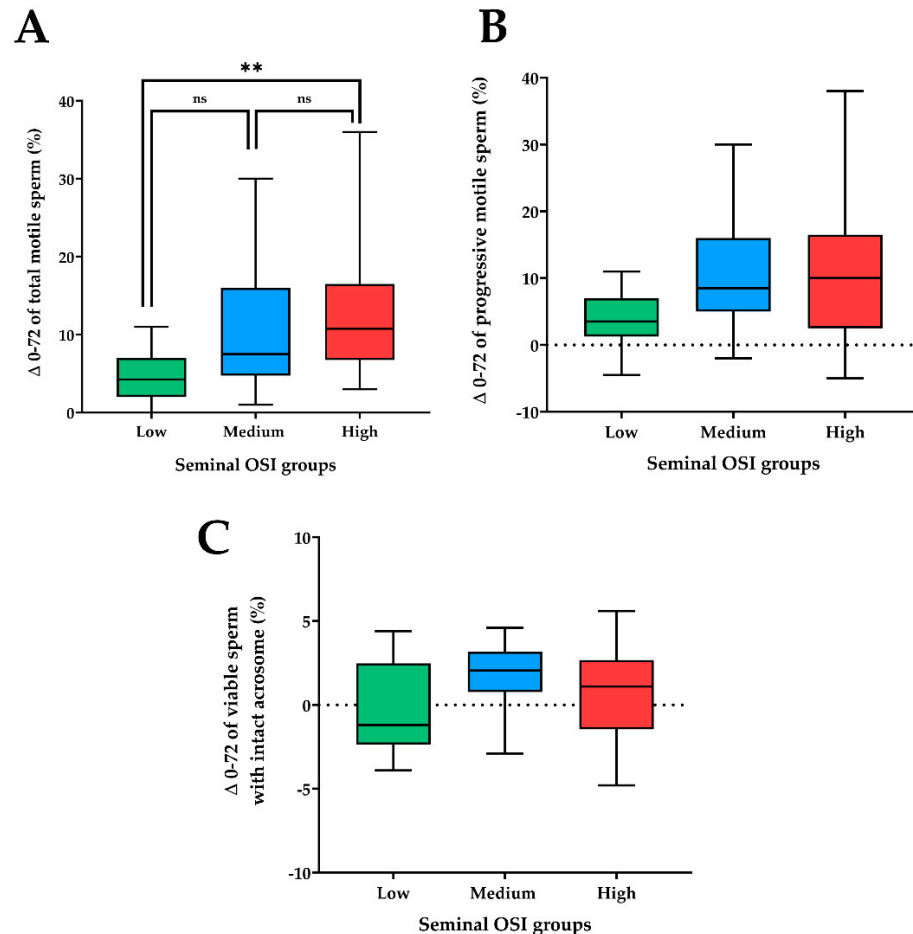 A
**
ns
ns
Δ 0-72 of total motile sperm (%)
40
30
20
10
0
Low
Medium
High
Seminal OSI groups
B
Δ 0-72 of progressive motile sperm (%)
40
30
20
10
0
-10
Low
Medium
High
Seminal OSI groups
C
Δ 0-72 of viable sperm
with intact acrosome (%)
10
5
0
-5
-10
Low
Medium
High
Seminal OSI groups